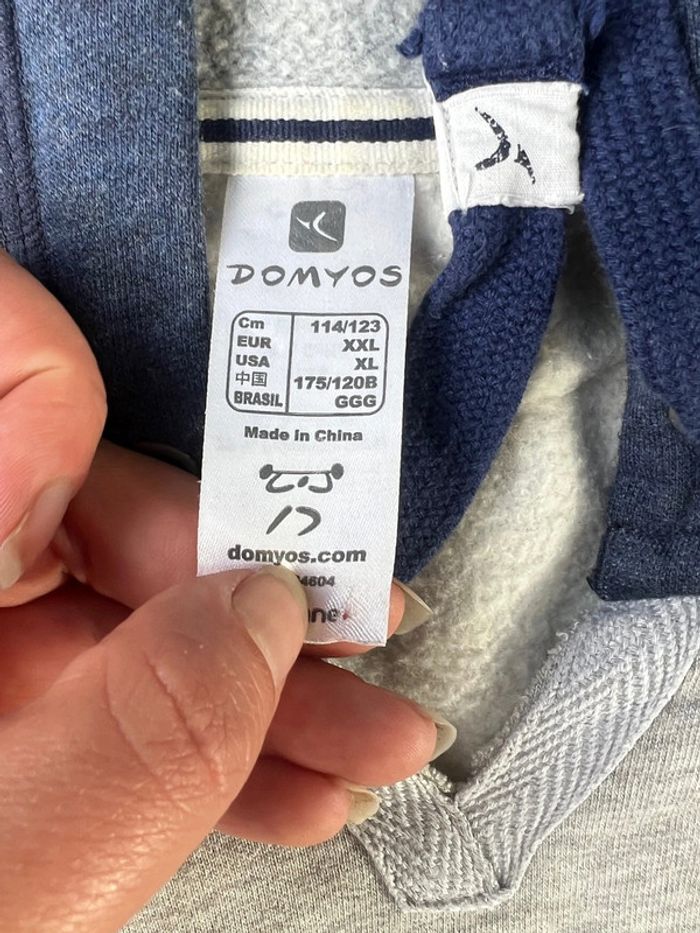 DOMYOS
Cm 114/123
EUR XXL
USA XL
中国 175/120B
BRASIL GGG
Made in China
domyos.com
4604